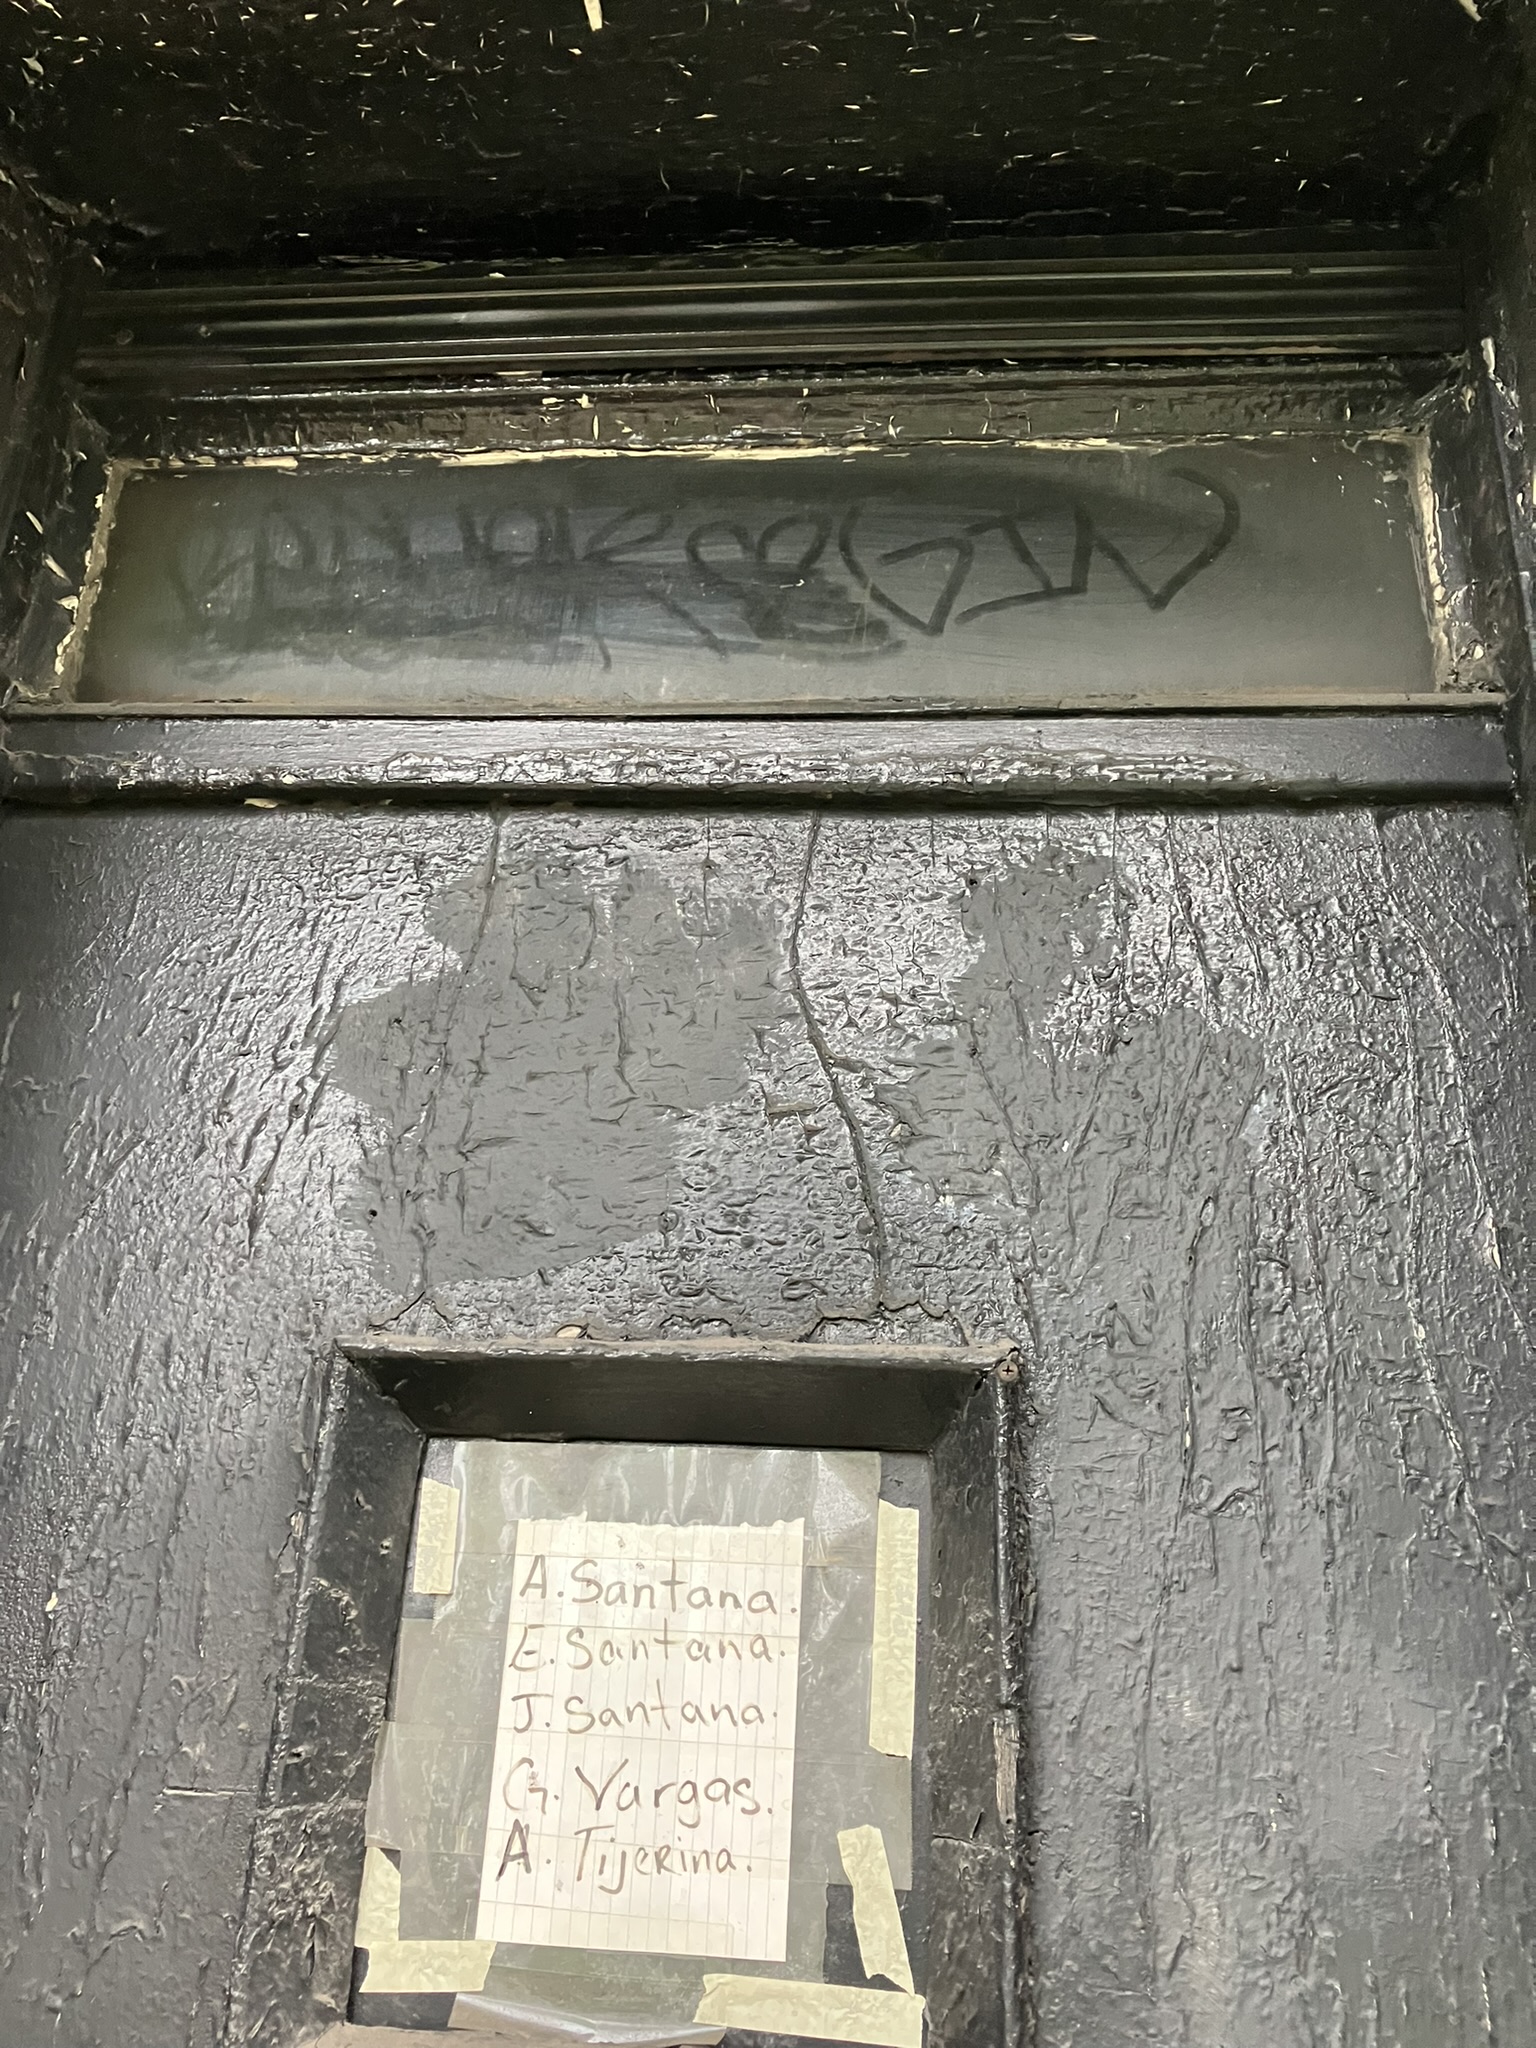 A. Santana.
E. Santana.
J. Santana.
G. Vargas.
A. Tijerina.